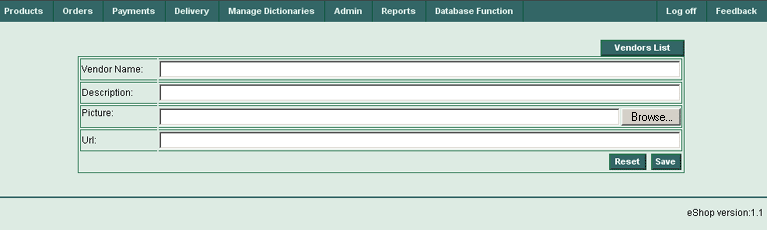 Products Orders Payments Delivery Manage Dictionaries Admin Reports Database Function Log off Feedback
Vendors List
Vendor Name:
Description:
Picture: Browse...
Url:
Reset Save
eShop version:1.1